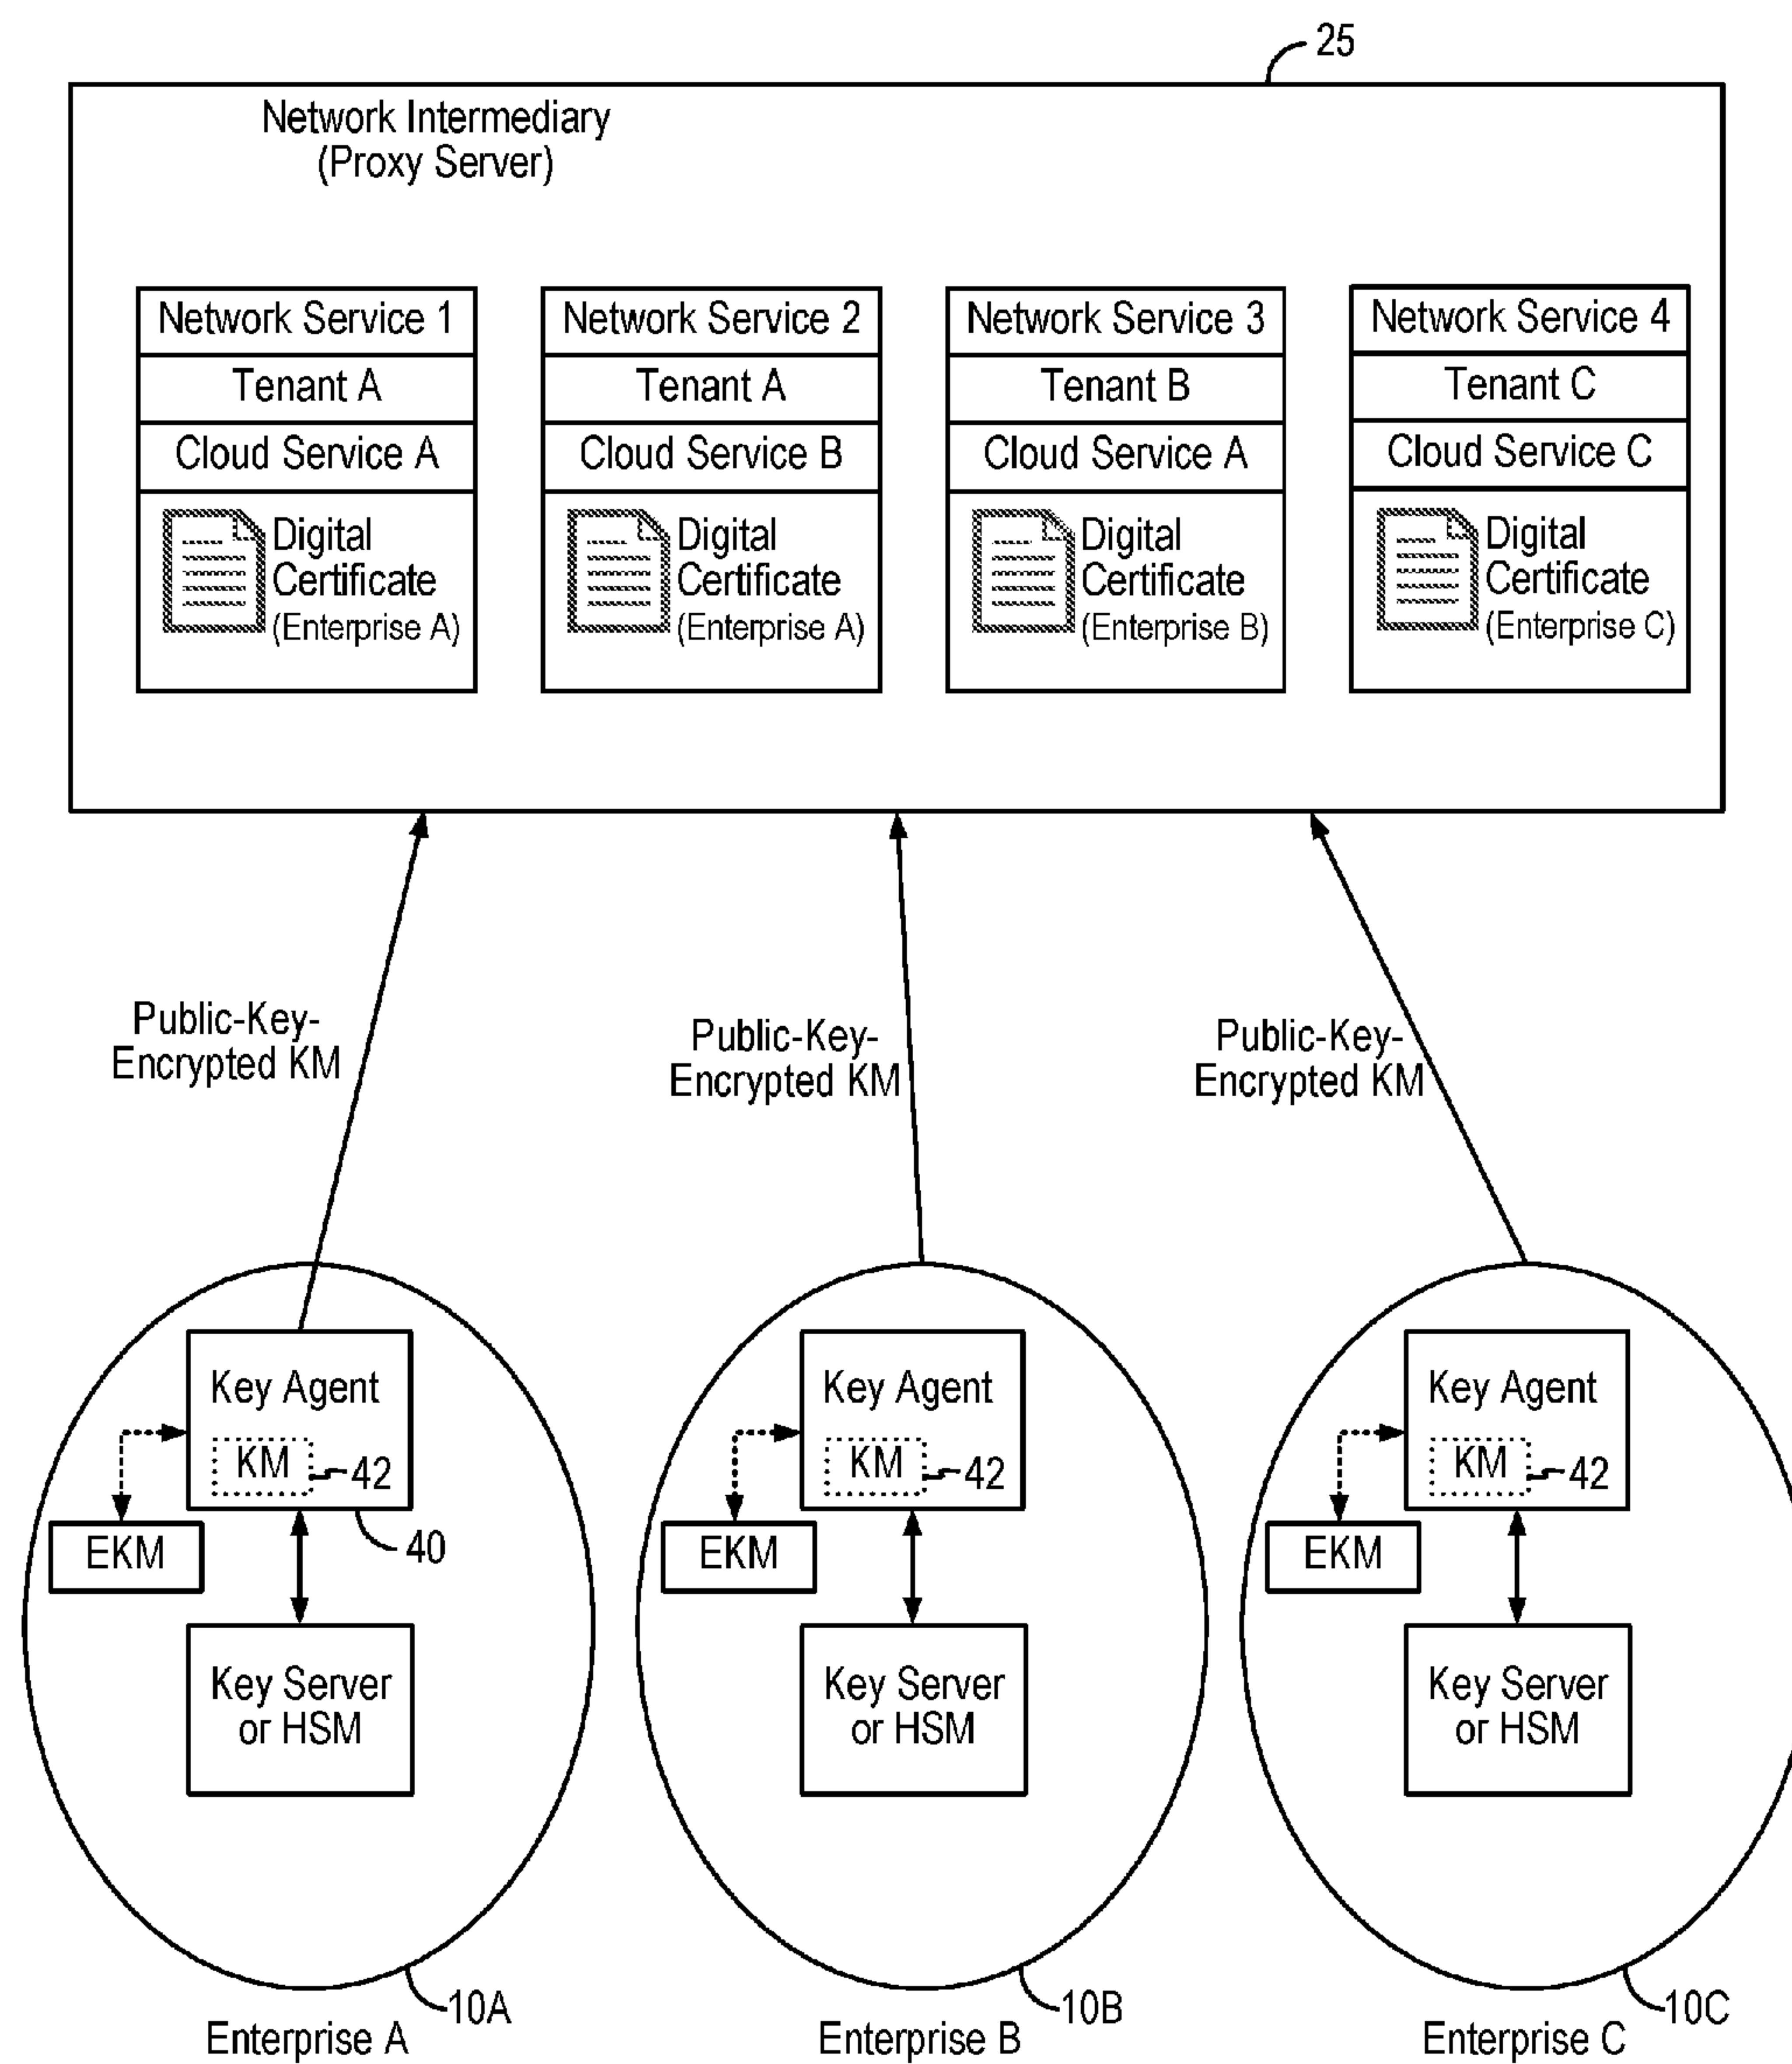 25
Network Intermediary
(Proxy Server)
Network Service 1
Tenant A
Cloud Service A
Digital
Certificate
(Enterprise A)
Network Service 2
Tenant A
Cloud Service B
Digital
Certificate
(Enterprise A)
Network Service 3
Tenant B
Cloud Service A
Digital
Certificate
(Enterprise B)
Network Service 4
Tenant C
Cloud Service C
Digital
Certificate
(Enterprise C)
Public-Key-
Encrypted KM
Public-Key-
Encrypted KM
Public-Key-
Encrypted KM
Key Agent
KM
42
EKM
40
Key Server
or HSM
10A
Enterprise A
Key Agent
KM
42
EKM
Key Server
or HSM
10B
Enterprise B
Key Agent
KM
42
EKM
Key Server
or HSM
10C
Enterprise C